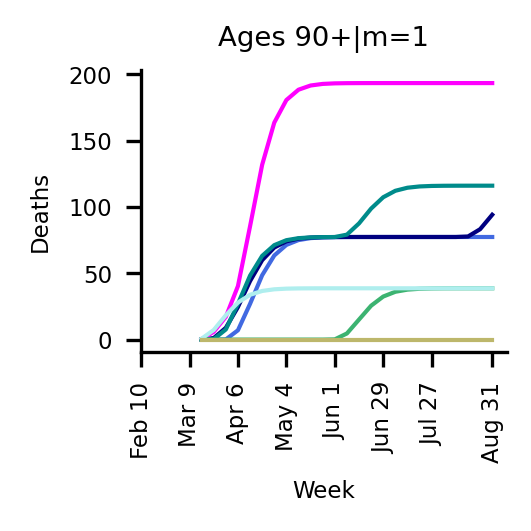 Ages 90+|m=1
Deaths
200
150
100
50
0
Feb 10
Mar 9
Apr 6
May 4
Jun 1
Jun 29
Jul 27
Aug 31
Week